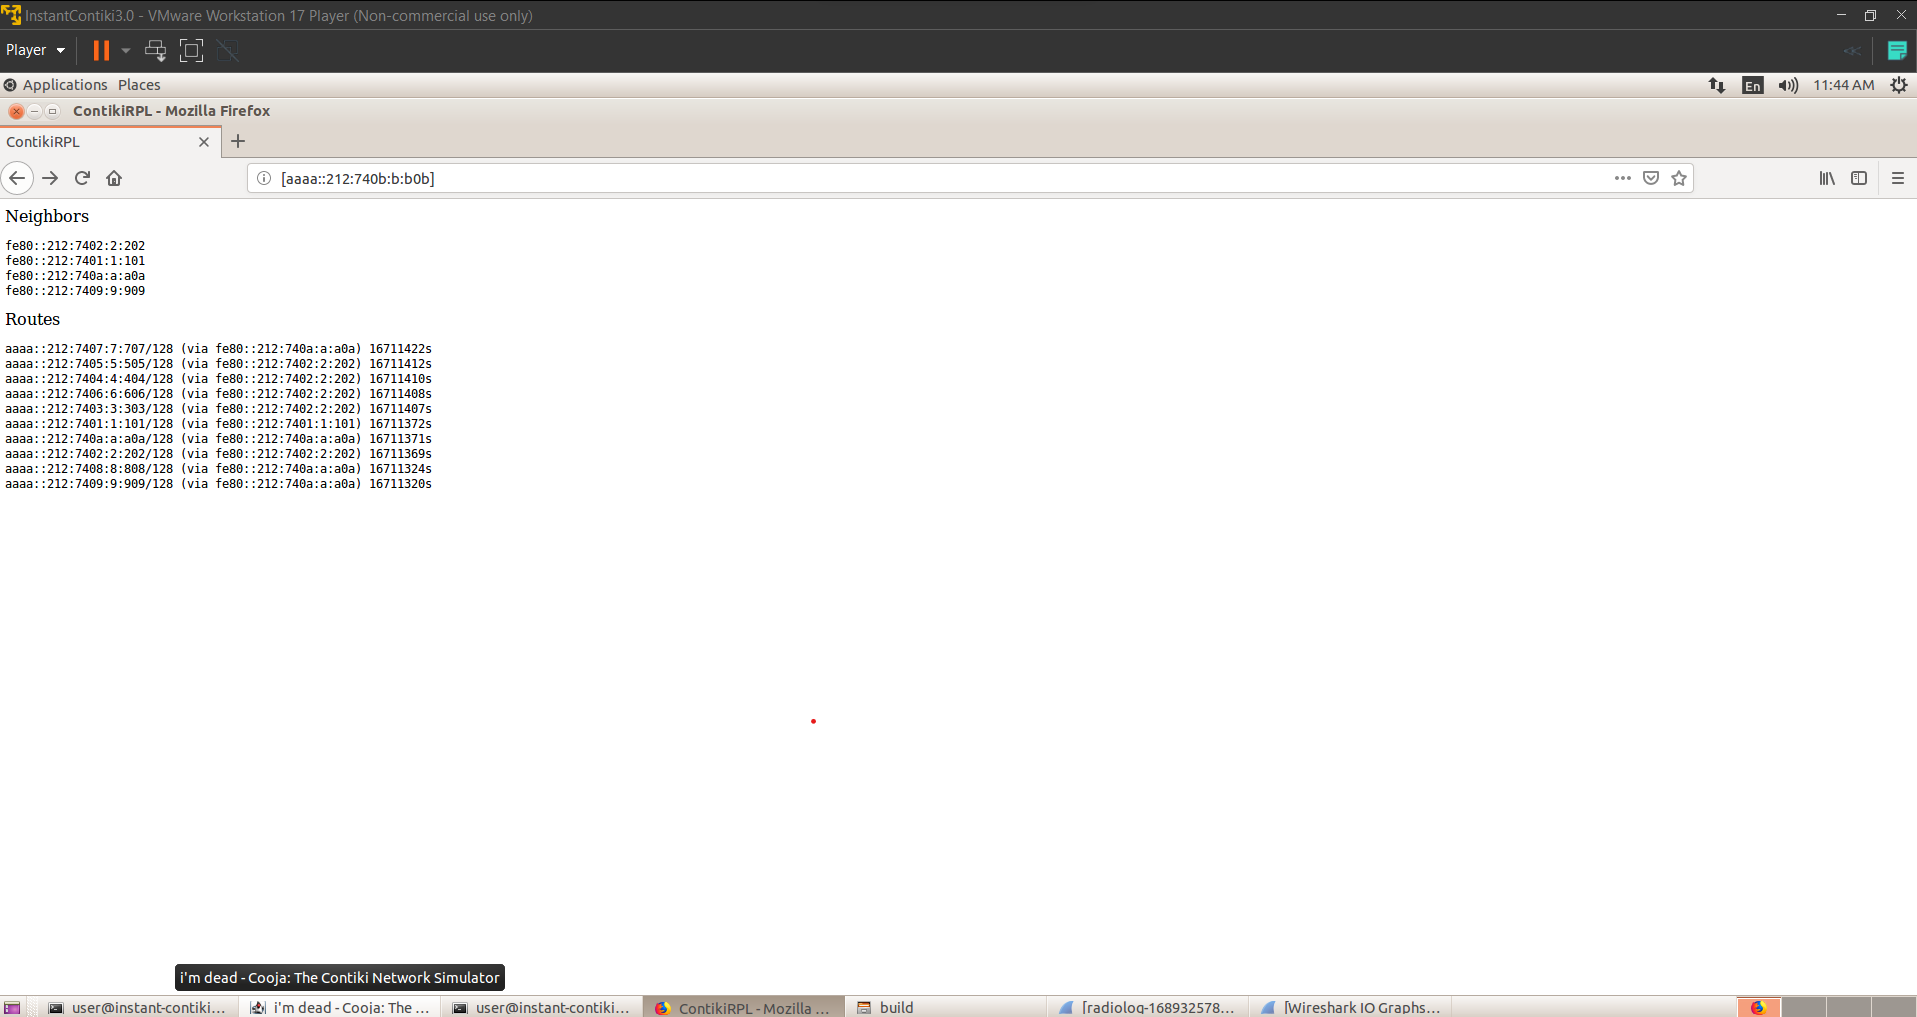 InstantContiki3.0 - VMware Workstation 17 Player (Non-commercial use only)
Player
Applications Places
En
11:44 AM
ContikiRPL - Mozilla Firefox
ContikiRPL
[aaaa::212:740b:b:b0b]
Neighbors
fe80::212:7402:2:202
fe80::212:7401:1:101
fe80::212:740a:a:a0a
fe80::212:7409:9:909
Routes
aaaa::212:7407:7:707/128 (via fe80::212:740a:a:a0a) 16711422s
aaaa::212:7405:5:505/128 (via fe80::212:7402:2:202) 16711412s
aaaa::212:7404:4:404/128 (via fe80::212:7402:2:202) 16711410s
aaaa::212:7406:6:606/128 (via fe80::212:7402:2:202) 16711408s
aaaa::212:7403:3:303/128 (via fe80::212:7402:2:202) 16711407s
aaaa::212:7401:1:101/128 (via fe80::212:7401:1:101) 16711372s
aaaa::212:740a:a:a0a/128 (via fe80::212:740a:a:a0a) 16711371s
aaaa::212:7402:2:202/128 (via fe80::212:7402:2:202) 16711369s
aaaa::212:7408:8:808/128 (via fe80::212:740a:a:a0a) 16711324s
aaaa::212:7409:9:909/128 (via fe80::212:740a:a:a0a) 16711320s
i'm dead - Cooja: The Contiki Network Simulator
user@instant-contiki...
i'm dead - Cooja: The ...
user@instant-contiki...
ContikiRPL - Mozilla ...
build
[radiolog-168932578...
[Wireshark IO Graphs...